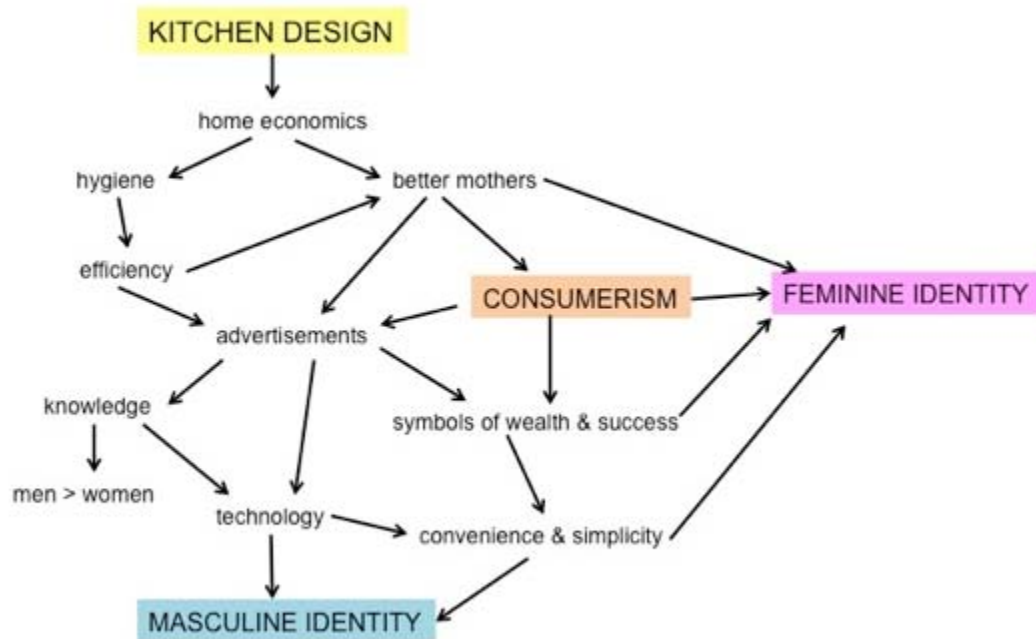 KITCHEN DESIGN
home economics
hygiene
better mothers
efficiency
CONSUMERISM
FEMININE IDENTITY
advertisements
knowledge
symbols of wealth & success
men > women
technology
convenience & simplicity
MASCULINE IDENTITY